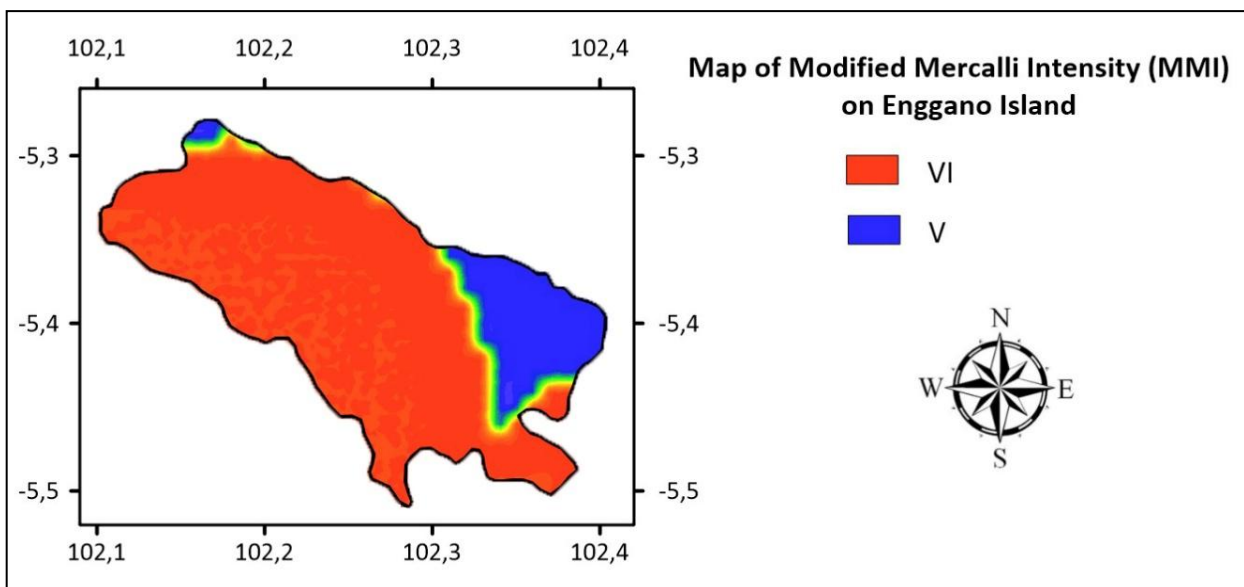 102,1
102,2
102,3
102,4
-5,3
-5,4
-5,5
-5,3
-5,4
-5,5
102,1
102,2
102,3
102,4
Map of Modified Mercalli Intensity (MMI)
on Enggano Island
VI
V
N
W
E
S